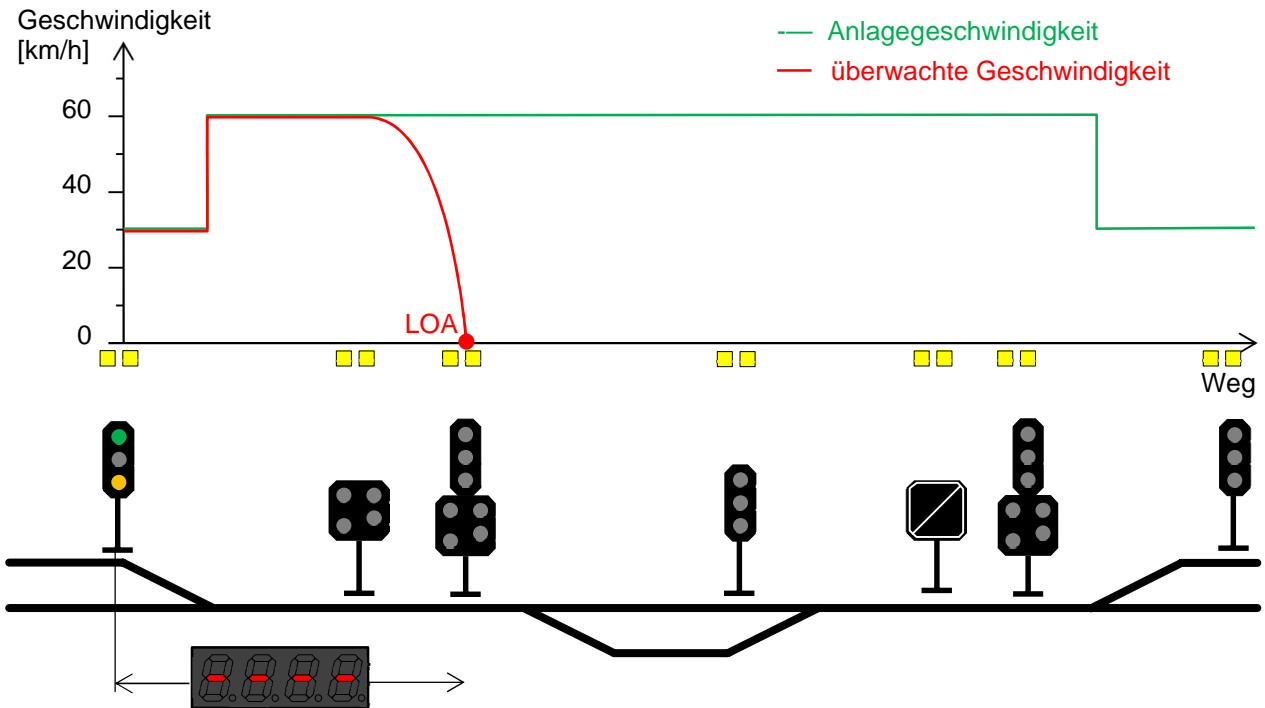 Geschwindigkeit
[km/h]
-— Anlagegeschwindigkeit
— überwachte Geschwindigkeit
60
40
20
0
LOA
Weg
- - - -